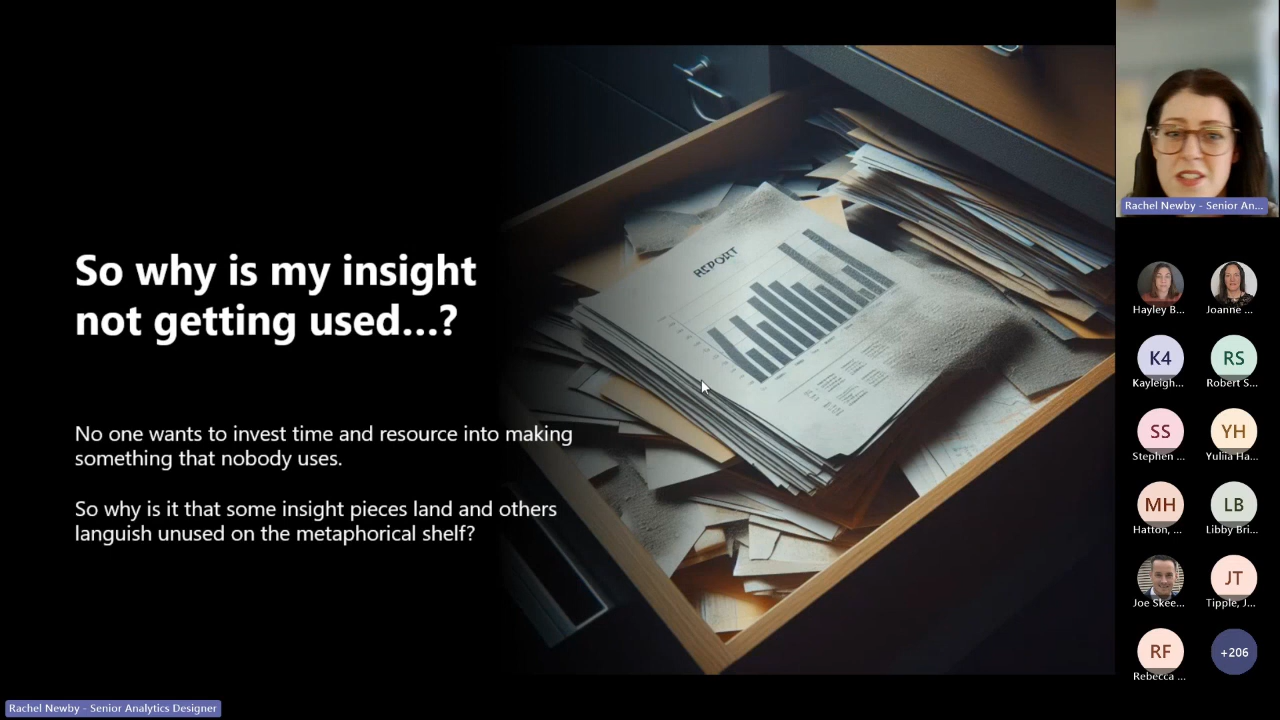 So why is my insight
not getting used...?
No one wants to invest time and resource into making
something that nobody uses.
So why is it that some insight pieces land and others
languish unused on the metaphorical shelf?
REPORT
Rachel Newby - Senior An...
Hayley B...
Joanne ...
K4
Kayleigh...
RS
Robert S...
SS
Stephen ...
YH
Yuliia Ha...
MH
Hatton, ...
LB
Libby Bri...
Joe Skee...
JT
Tipple, J...
RF
Rebecca ...
+206
Rachel Newby - Senior Analytics Designer